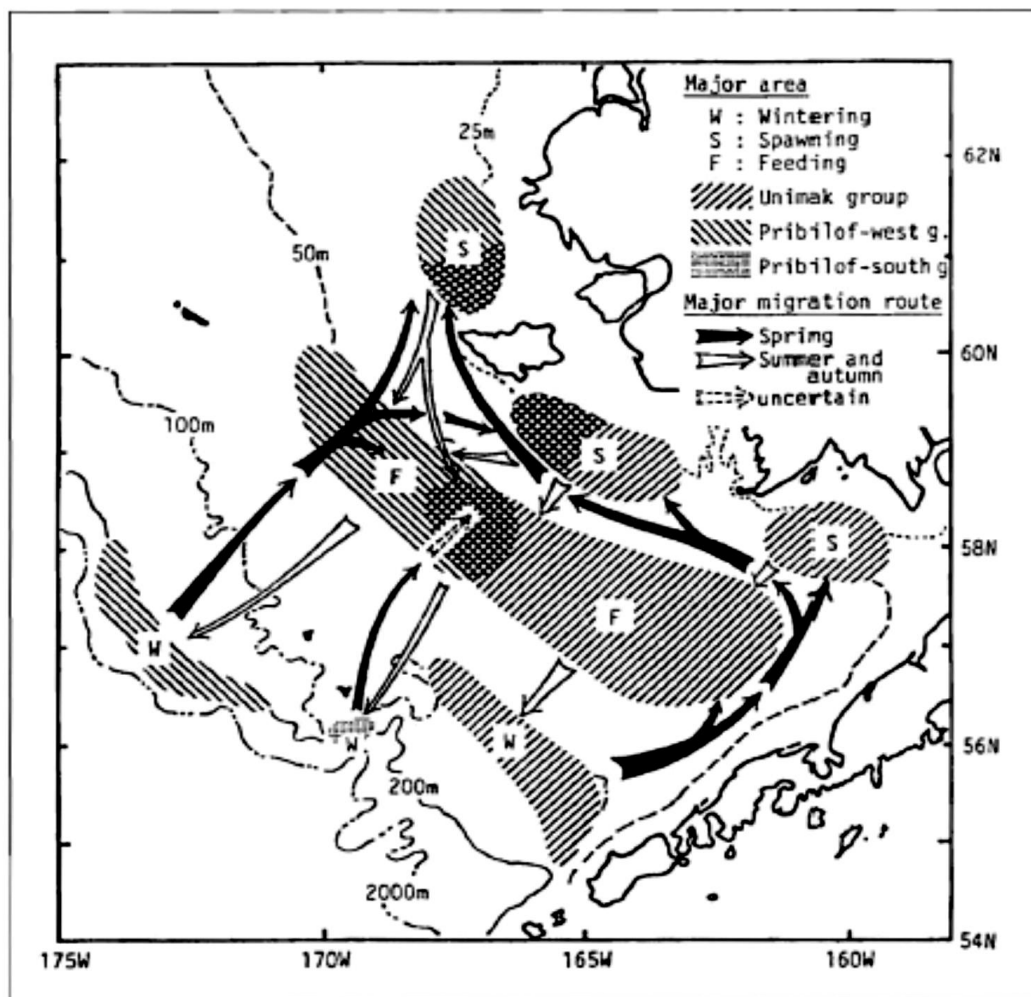 Major area
W : Wintering
S : Spawning
F : Feeding
Unimak group
Pribilof-west g.
Pribilof-south g
Major migration route
Spring
Summer and
autumn
uncertain
25m
50m
100m
200m
2000m
S
S
S
F
F
W
W
W
62N
60N
58N
56N
54N
175W
170W
165W
160W